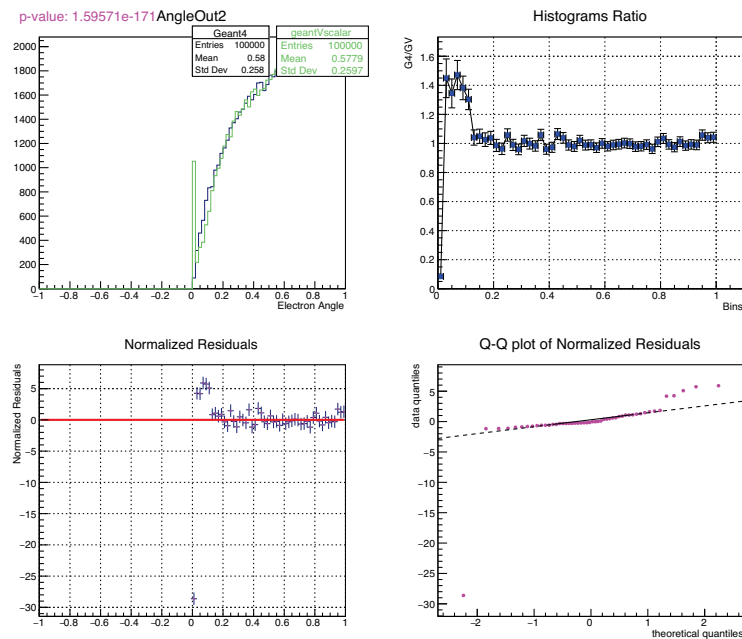 p-value: 1.59571e-171 AngleOut2
Geant4
Entries 100000
Mean 0.58
Std Dev 0.258
geantVscalar
Entries 100000
Mean 0.5779
Std Dev 0.2597
2000
1800
1600
1400
1200
1000
800
600
400
200
0
−1 −0.8 −0.6 −0.4 −0.2 0 0.2 0.4 0.6 0.8 1
Electron Angle
Histograms Ratio
G4/GV
1.6
1.4
1.2
1
0.8
0.6
0.4
0.2
0
0 0.2 0.4 0.6 0.8 1
Bins
Normalized Residuals
Normalized Residuals
5
0
−5
−10
−15
−20
−25
−30
−1 −0.8 −0.6 −0.4 −0.2 0 0.2 0.4 0.6 0.8 1
Q-Q plot of Normalized Residuals
data quantiles
5
0
−5
−10
−15
−20
−25
−30
−2 −1 0 1 2
theoretical quantiles